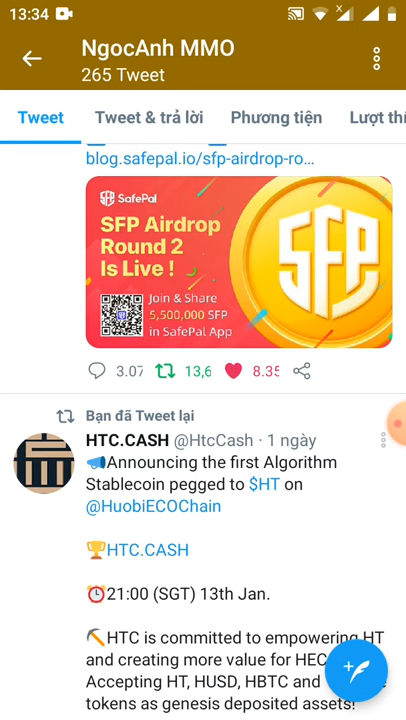 13:34
NgocAnh MMO
265 Tweet
Tweet
Tweet & trả lời
Phương tiện
Lượt thí
blog.safepal.io/sfp-airdrop-ro...
SafePal
SFP Airdrop
Round 2
Is Live !
Join & Share
5,500,000 SFP
in SafePal App
SFP
3.07
13,6
8.35
Bạn đã Tweet lại
HTC.CASH @HtcCash · 1 ngày
📣Announcing the first Algorithm
Stablecoin pegged to $HT on
@HuobiECOChain
🏆HTC.CASH
⏰21:00 (SGT) 13th Jan.
⛏️HTC is committed to empowering HT
and creating more value for HEC
Accepting HT, HUSD, HBTC and
tokens as genesis deposited assets!